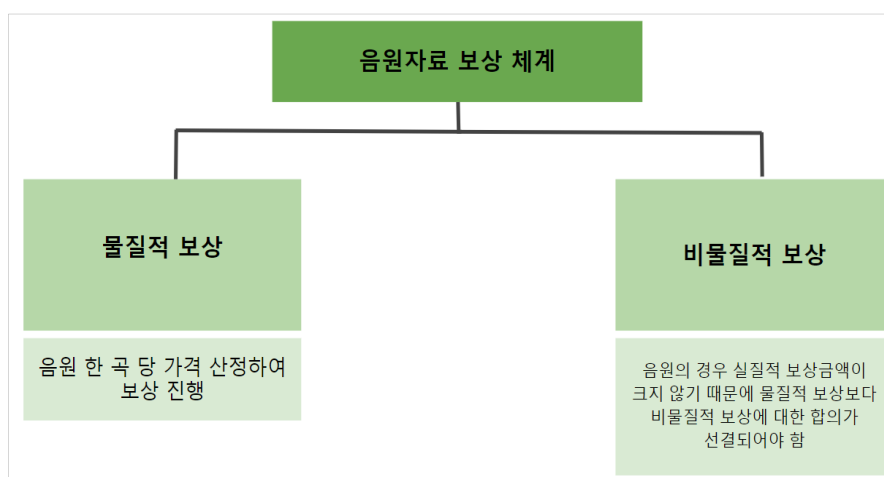 음원자료 보상 체계
물질적 보상
비물질적 보상
음원 한 곡 당 가격 산정하여
보상 진행
음원의 경우 실질적 보상금액이
크지 않기 때문에 물질적 보상보다
비물질적 보상에 대한 합의가
선결되어야 함